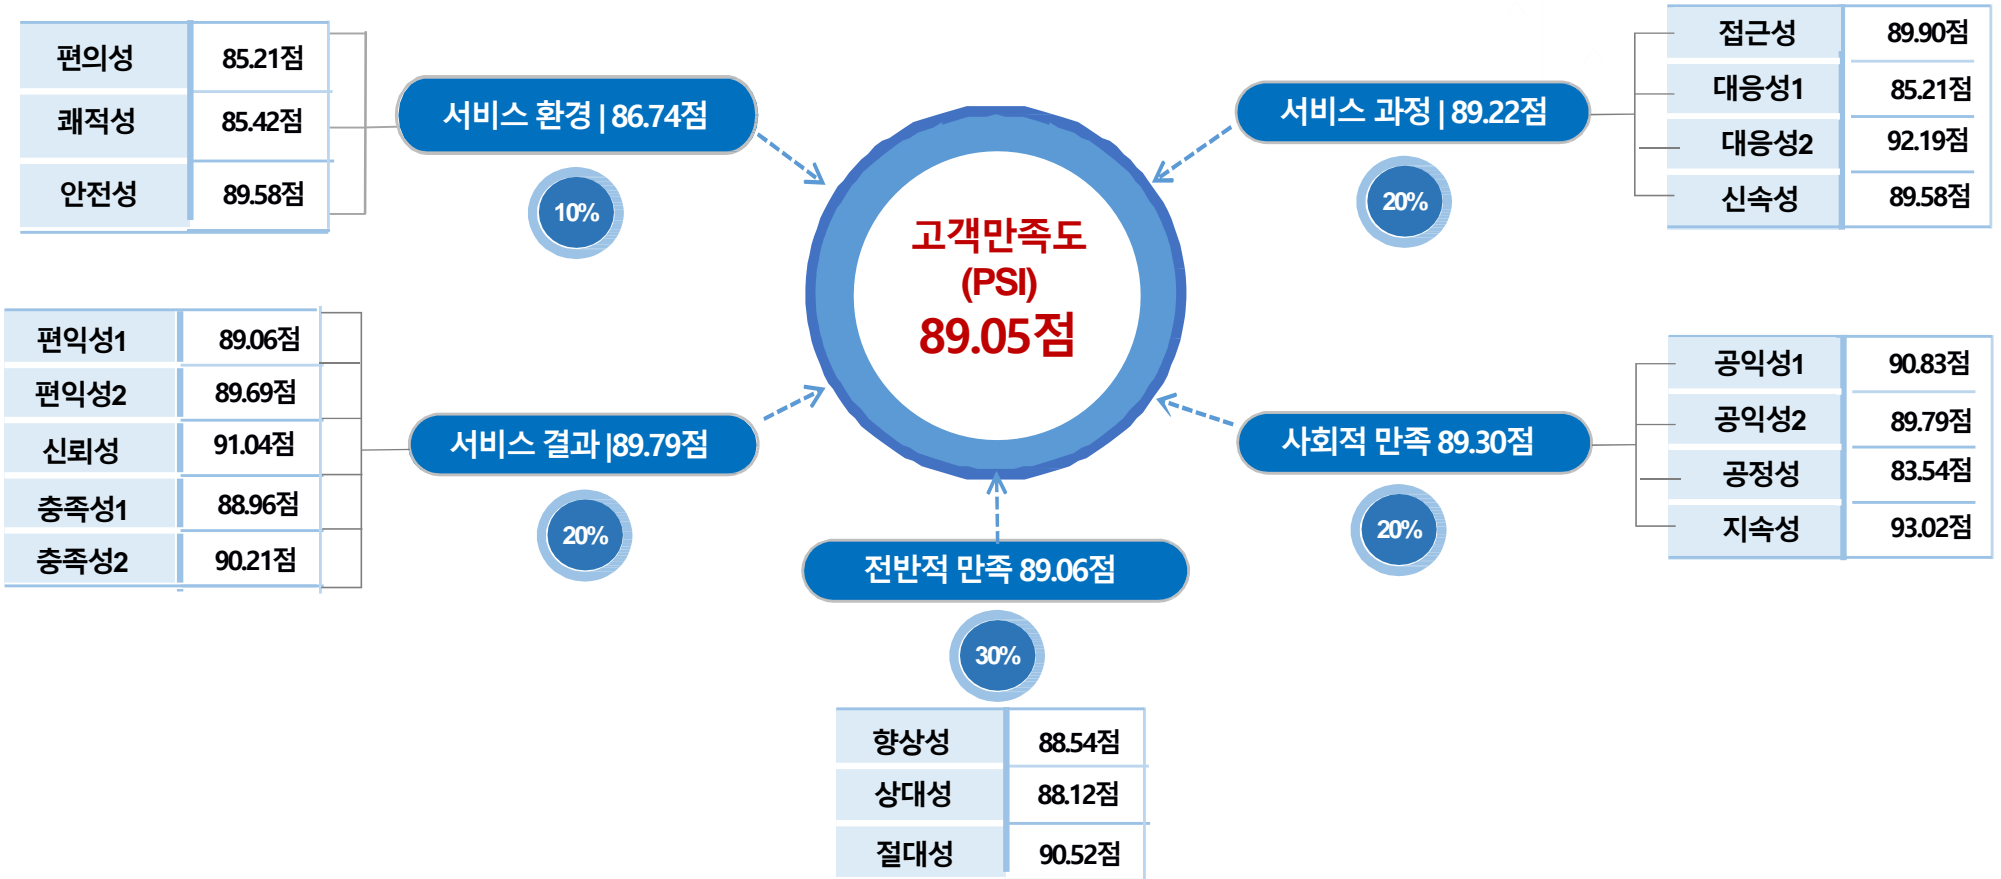 편의성 85.21점
쾌적성 85.42점
안전성 89.58점
서비스 환경 | 86.74점
10%
고객만족도
(PSI)
89.05점
서비스 과정 | 89.22점
20%
접근성 89.90점
대응성1 85.21점
대응성2 92.19점
신속성 89.58점
편익성1 89.06점
편익성2 89.69점
신뢰성 91.04점
충족성1 88.96점
충족성2 90.21점
서비스 결과 |89.79점
20%
사회적 만족 89.30점
20%
공익성1 90.83점
공익성2 89.79점
공정성 83.54점
지속성 93.02점
전반적 만족 89.06점
30%
향상성 88.54점
상대성 88.12점
절대성 90.52점